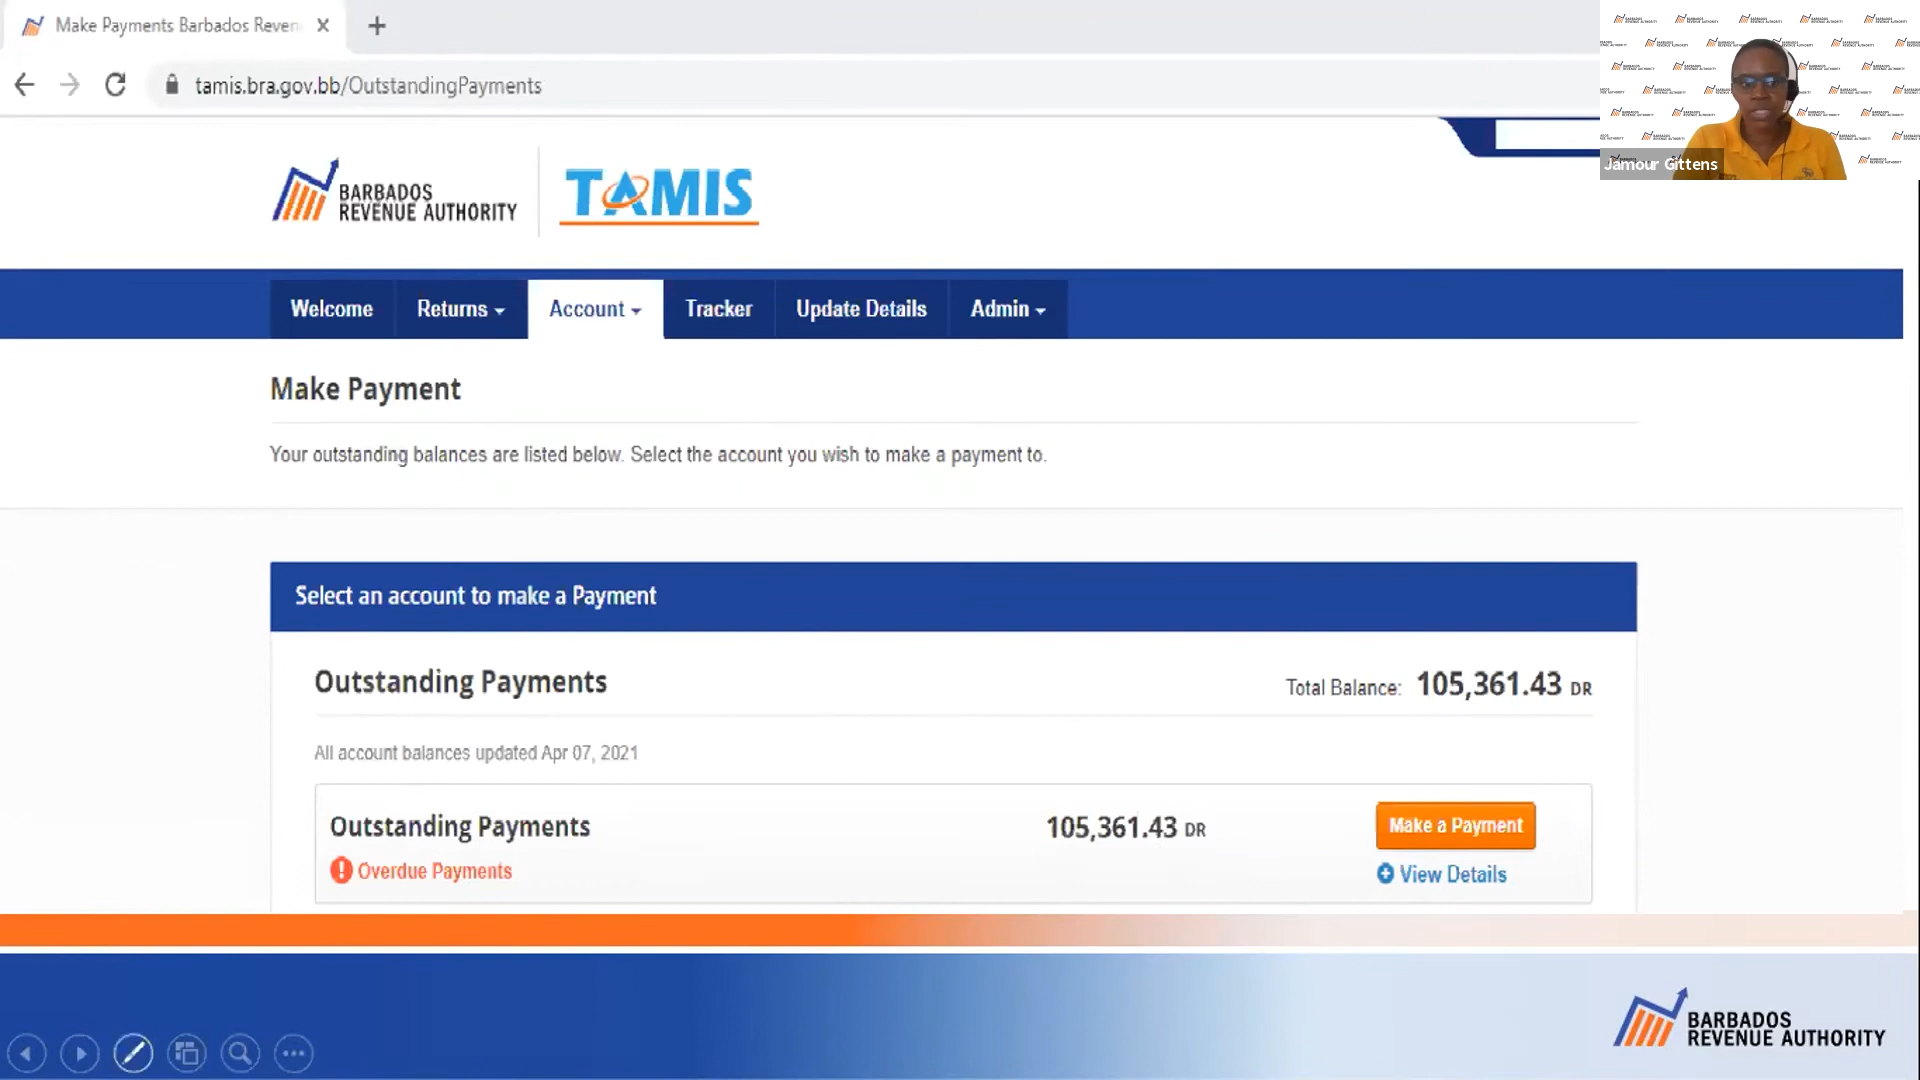 Make Payments Barbados Reven
tamis.bra.gov.bb/OutstandingPayments
Jamour Gittens
BARBADOS
REVENUE AUTHORITY
TAMIS
Welcome
Returns
Account
Tracker
Update Details
Admin
Make Payment
Your outstanding balances are listed below. Select the account you wish to make a payment to.
Select an account to make a Payment
Outstanding Payments
Total Balance: 105,361.43 DR
All account balances updated Apr 07, 2021
Outstanding Payments
105,361.43 DR
Make a Payment
Overdue Payments
View Details
BARBADOS
REVENUE AUTHORITY